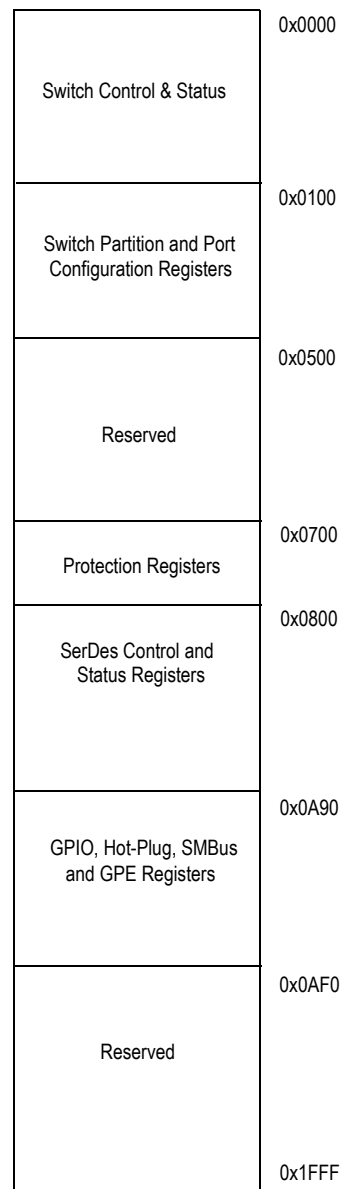 0x0000
Switch Control & Status
0x0100
Switch Partition and Port
Configuration Registers
0x0500
Reserved
0x0700
Protection Registers
0x0800
SerDes Control and
Status Registers
0x0A90
GPIO, Hot-Plug, SMBus
and GPE Registers
0x0AF0
Reserved
0x1FFF